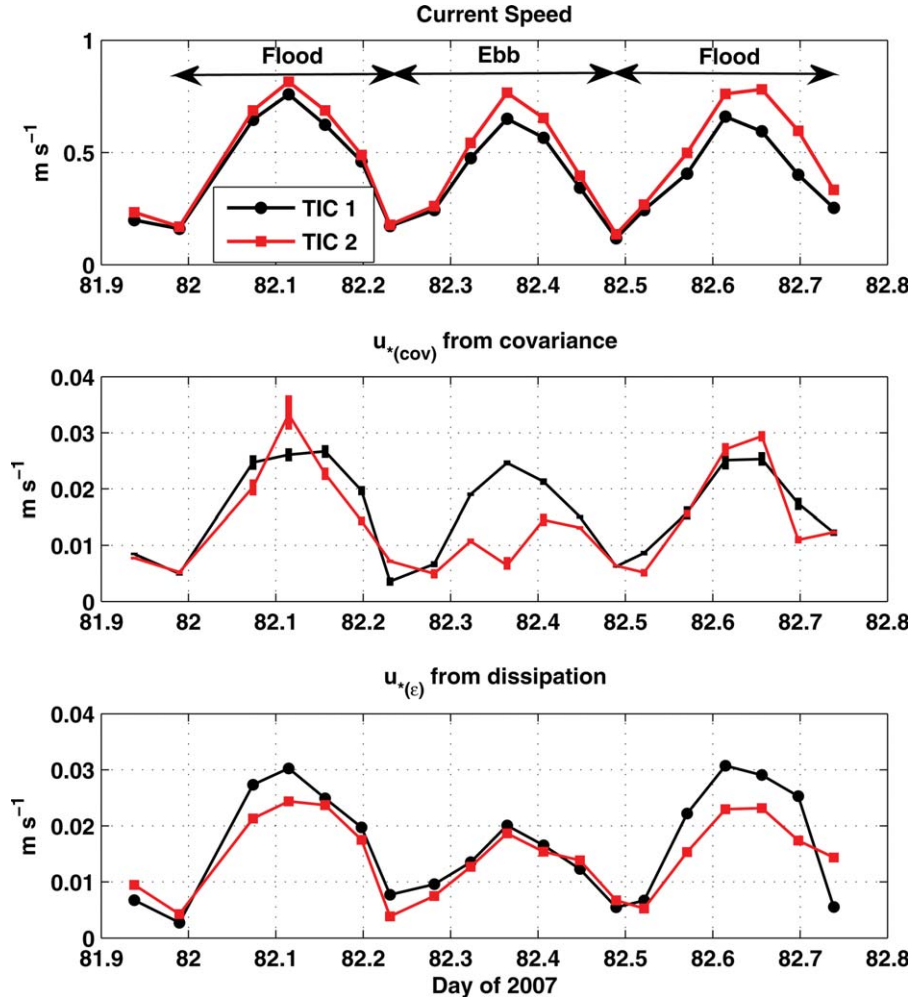 Current Speed
1
Flood Ebb Flood
m s⁻¹
0.5
TIC 1
TIC 2
0
81.9 82 82.1 82.2 82.3 82.4 82.5 82.6 82.7 82.8
u*(cov) from covariance
0.04
0.03
m s⁻¹
0.02
0.01
0
81.9 82 82.1 82.2 82.3 82.4 82.5 82.6 82.7 82.8
u*(ε) from dissipation
0.04
0.03
m s⁻¹
0.02
0.01
0
81.9 82 82.1 82.2 82.3 82.4 82.5 82.6 82.7 82.8
Day of 2007